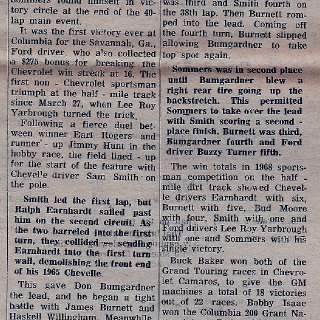 victory circle at the end of the 40-
lap main event.
It was the first victory ever at
Columbia for the Savannah, Ga.,
Ford driver, who also collected
a $275 bonus for breaking the
Chevrolet win streak at 16. The
first non - Chevrolet sportsman
triumph at the half - mile track
since March 27, when Lee Roy
Yarbrough turned the trick.
Following a fierce duel between
winner Earl Rogers and
runner - up Jimmy Hunt in the
hobby race, the field lined - up
for the start of the feature with
Chevelle driver Sam Smith on
the pole.
Smith led the first lap, but
Ralph Earnhardt sailed past
him on the second circuit. As
the two barreled into the first
turn, they collided — sending
Earnhardt into the first turn
wall, demolishing the front end
of his 1965 Chevelle.
This gave Don Bumgardner
the lead, and he began a tight
battle with James Burnett and
Haskell Willingham. Meanwhile
was third and Smith fourth on
the 38th lap. Then Burnett romped
into the lead. Coming off
the fourth turn, Burnett slipped
allowing Bumgardner to take
top spot again.
Sommers was in second place
until Bumgardner blew a
right rear tire going up the
backstretch. This permitted
Sommers to take over the lead
with Smith scoring a second -
place finish. Burnett was third,
Bumgardner fourth and Ford
driver Buzzy Turner fifth.
The win totals in 1968 sportsman
competition on the half a
mile dirt track showed Chevelle
drivers Earnhardt with six,
Burnett with five, Bud Moore
with four, Smith with one and
Ford drivers Lee Roy Yarbrough
with one and Sommers with his
single victory.
Buck Baker won both of the
Grand Touring races in Chevrolet
Camaros, to give the GM
machines a total of 18 victories
out of 22 races. Bobby Isaac
won the Columbia 200 Grant Na-